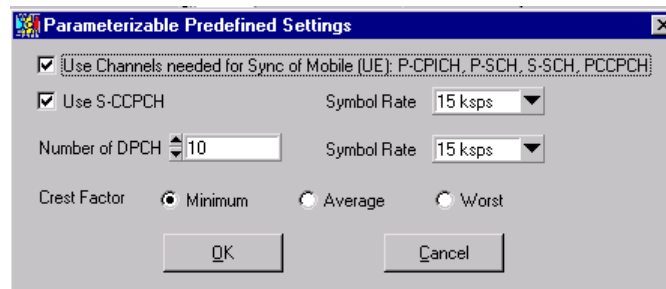 Parameterizable Predefined Settings
Use Channels needed for Sync of Mobile (UE): P-CPICH, P-SCH, S-SCH, PCCPCH
Use S-CCPCH Symbol Rate 15 ksps
Number of DPCH 10 Symbol Rate 15 ksps
Crest Factor Minimum Average Worst
OK Cancel